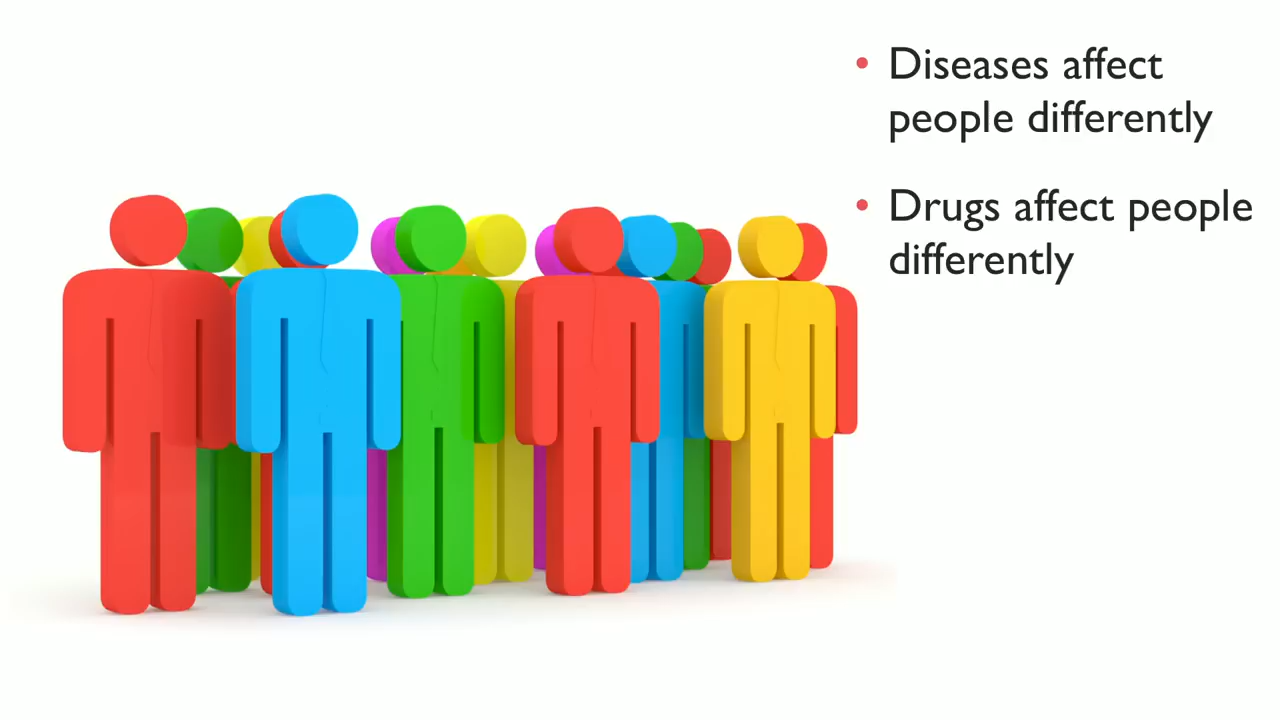 • Diseases affect
people differently
• Drugs affect people
differently